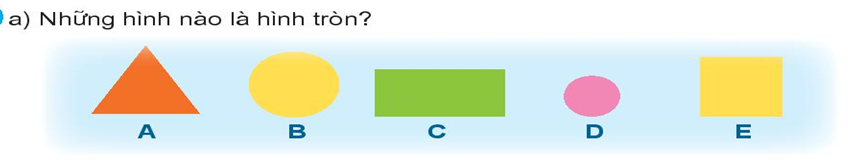 a) Những hình nào là hình tròn?
A B C D E